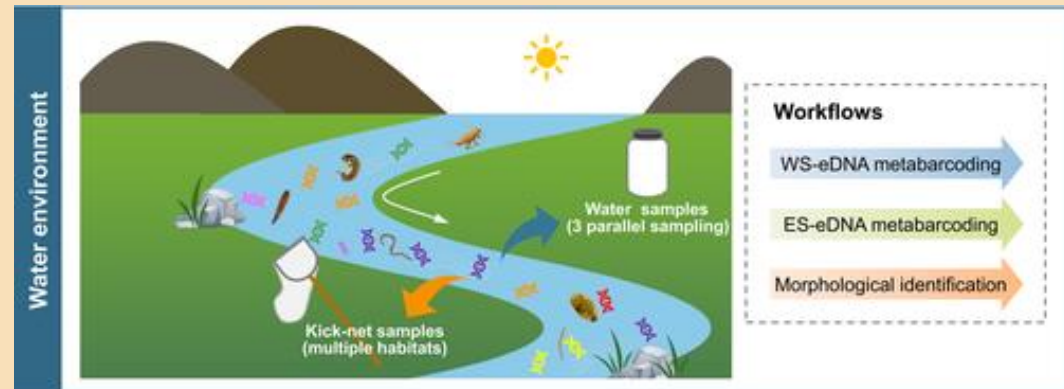 Water environment
Water samples
(3 parallel sampling)
Kick-net samples
(multiple habitats)
Workflows
WS-eDNA metabarcoding
ES-eDNA metabarcoding
Morphological identification